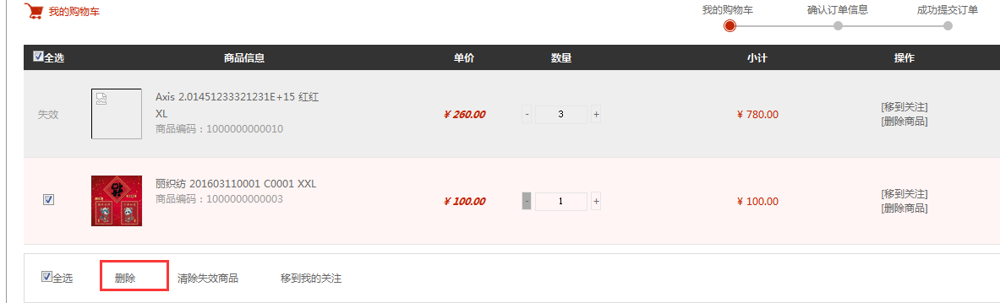 我的购物车
我的购物车 确认订单信息 成功提交订单
全选 商品信息 单价 数量 小计 操作
失效
Axis 2.01451233321231E+15 红红
XL
商品编码：1000000000010
¥ 260.00
- 3 +
¥ 780.00
[移到关注]
[删除商品]
丽织纺 201603110001 C0001 XXL
商品编码：1000000000003
¥ 100.00
- 1 +
¥ 100.00
[移到关注]
[删除商品]
全选 删除 清除失效商品 移到我的关注